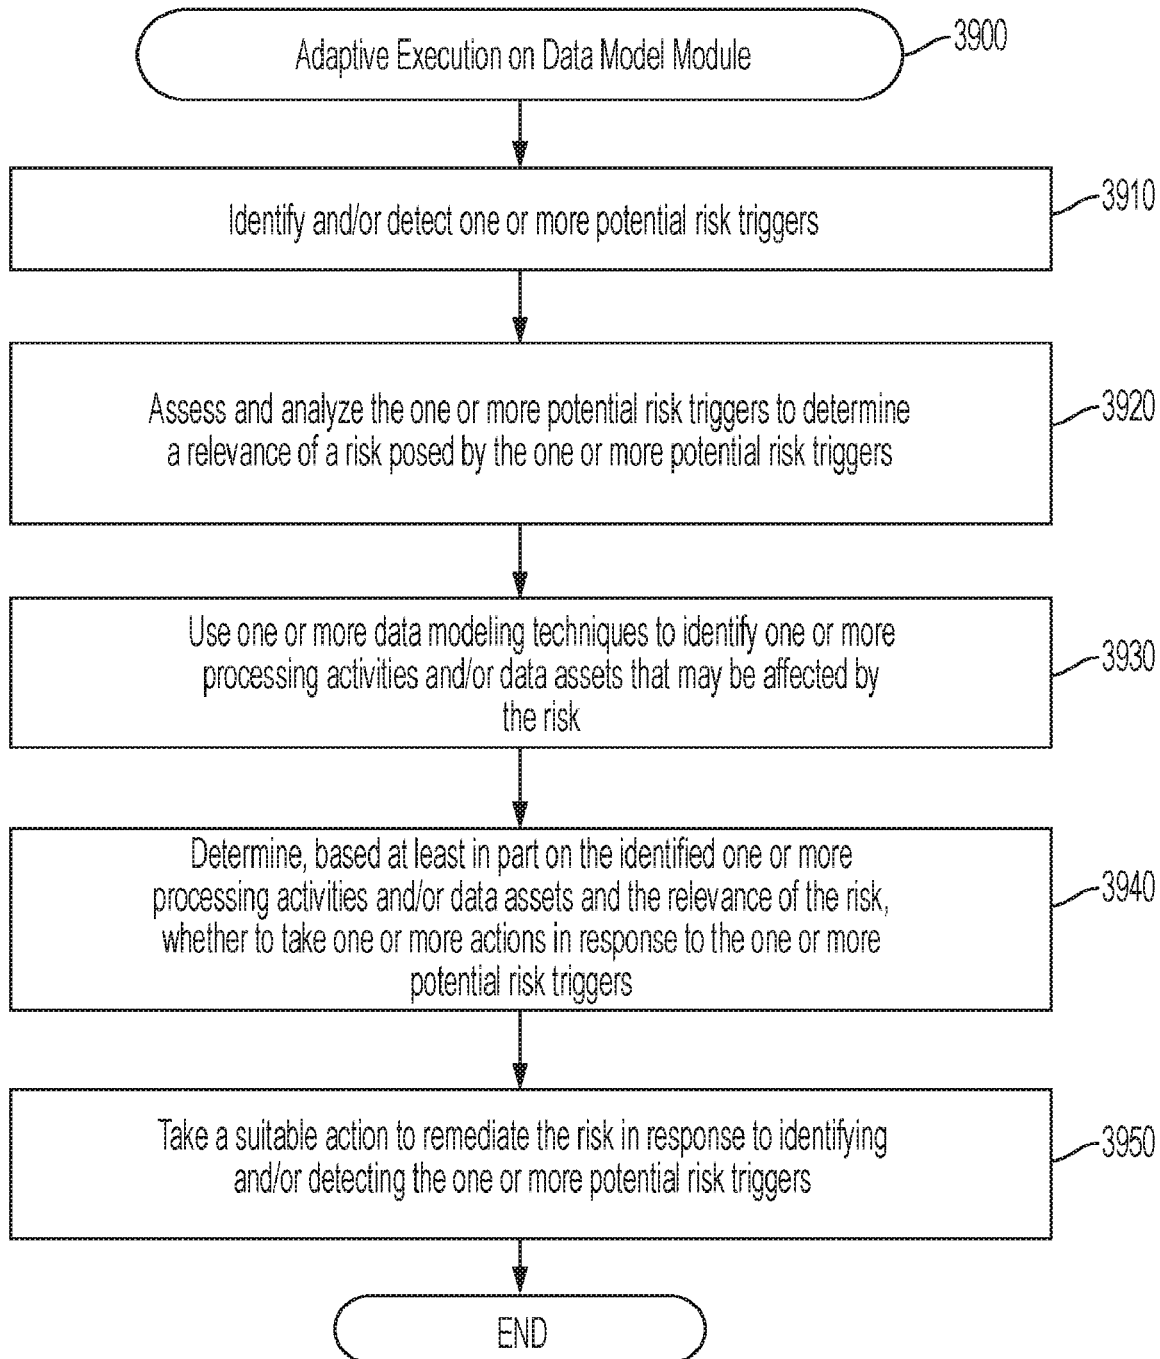 Adaptive Execution on Data Model Module
3900
Identify and/or detect one or more potential risk triggers
3910
Assess and analyze the one or more potential risk triggers to determine
a relevance of a risk posed by the one or more potential risk triggers
3920
Use one or more data modeling techniques to identify one or more
processing activities and/or data assets that may be affected by
the risk
3930
Determine, based at least in part on the identified one or more
processing activities and/or data assets and the relevance of the risk,
whether to take one or more actions in response to the one or more
potential risk triggers
3940
Take a suitable action to remediate the risk in response to identifying
and/or detecting the one or more potential risk triggers
3950
END